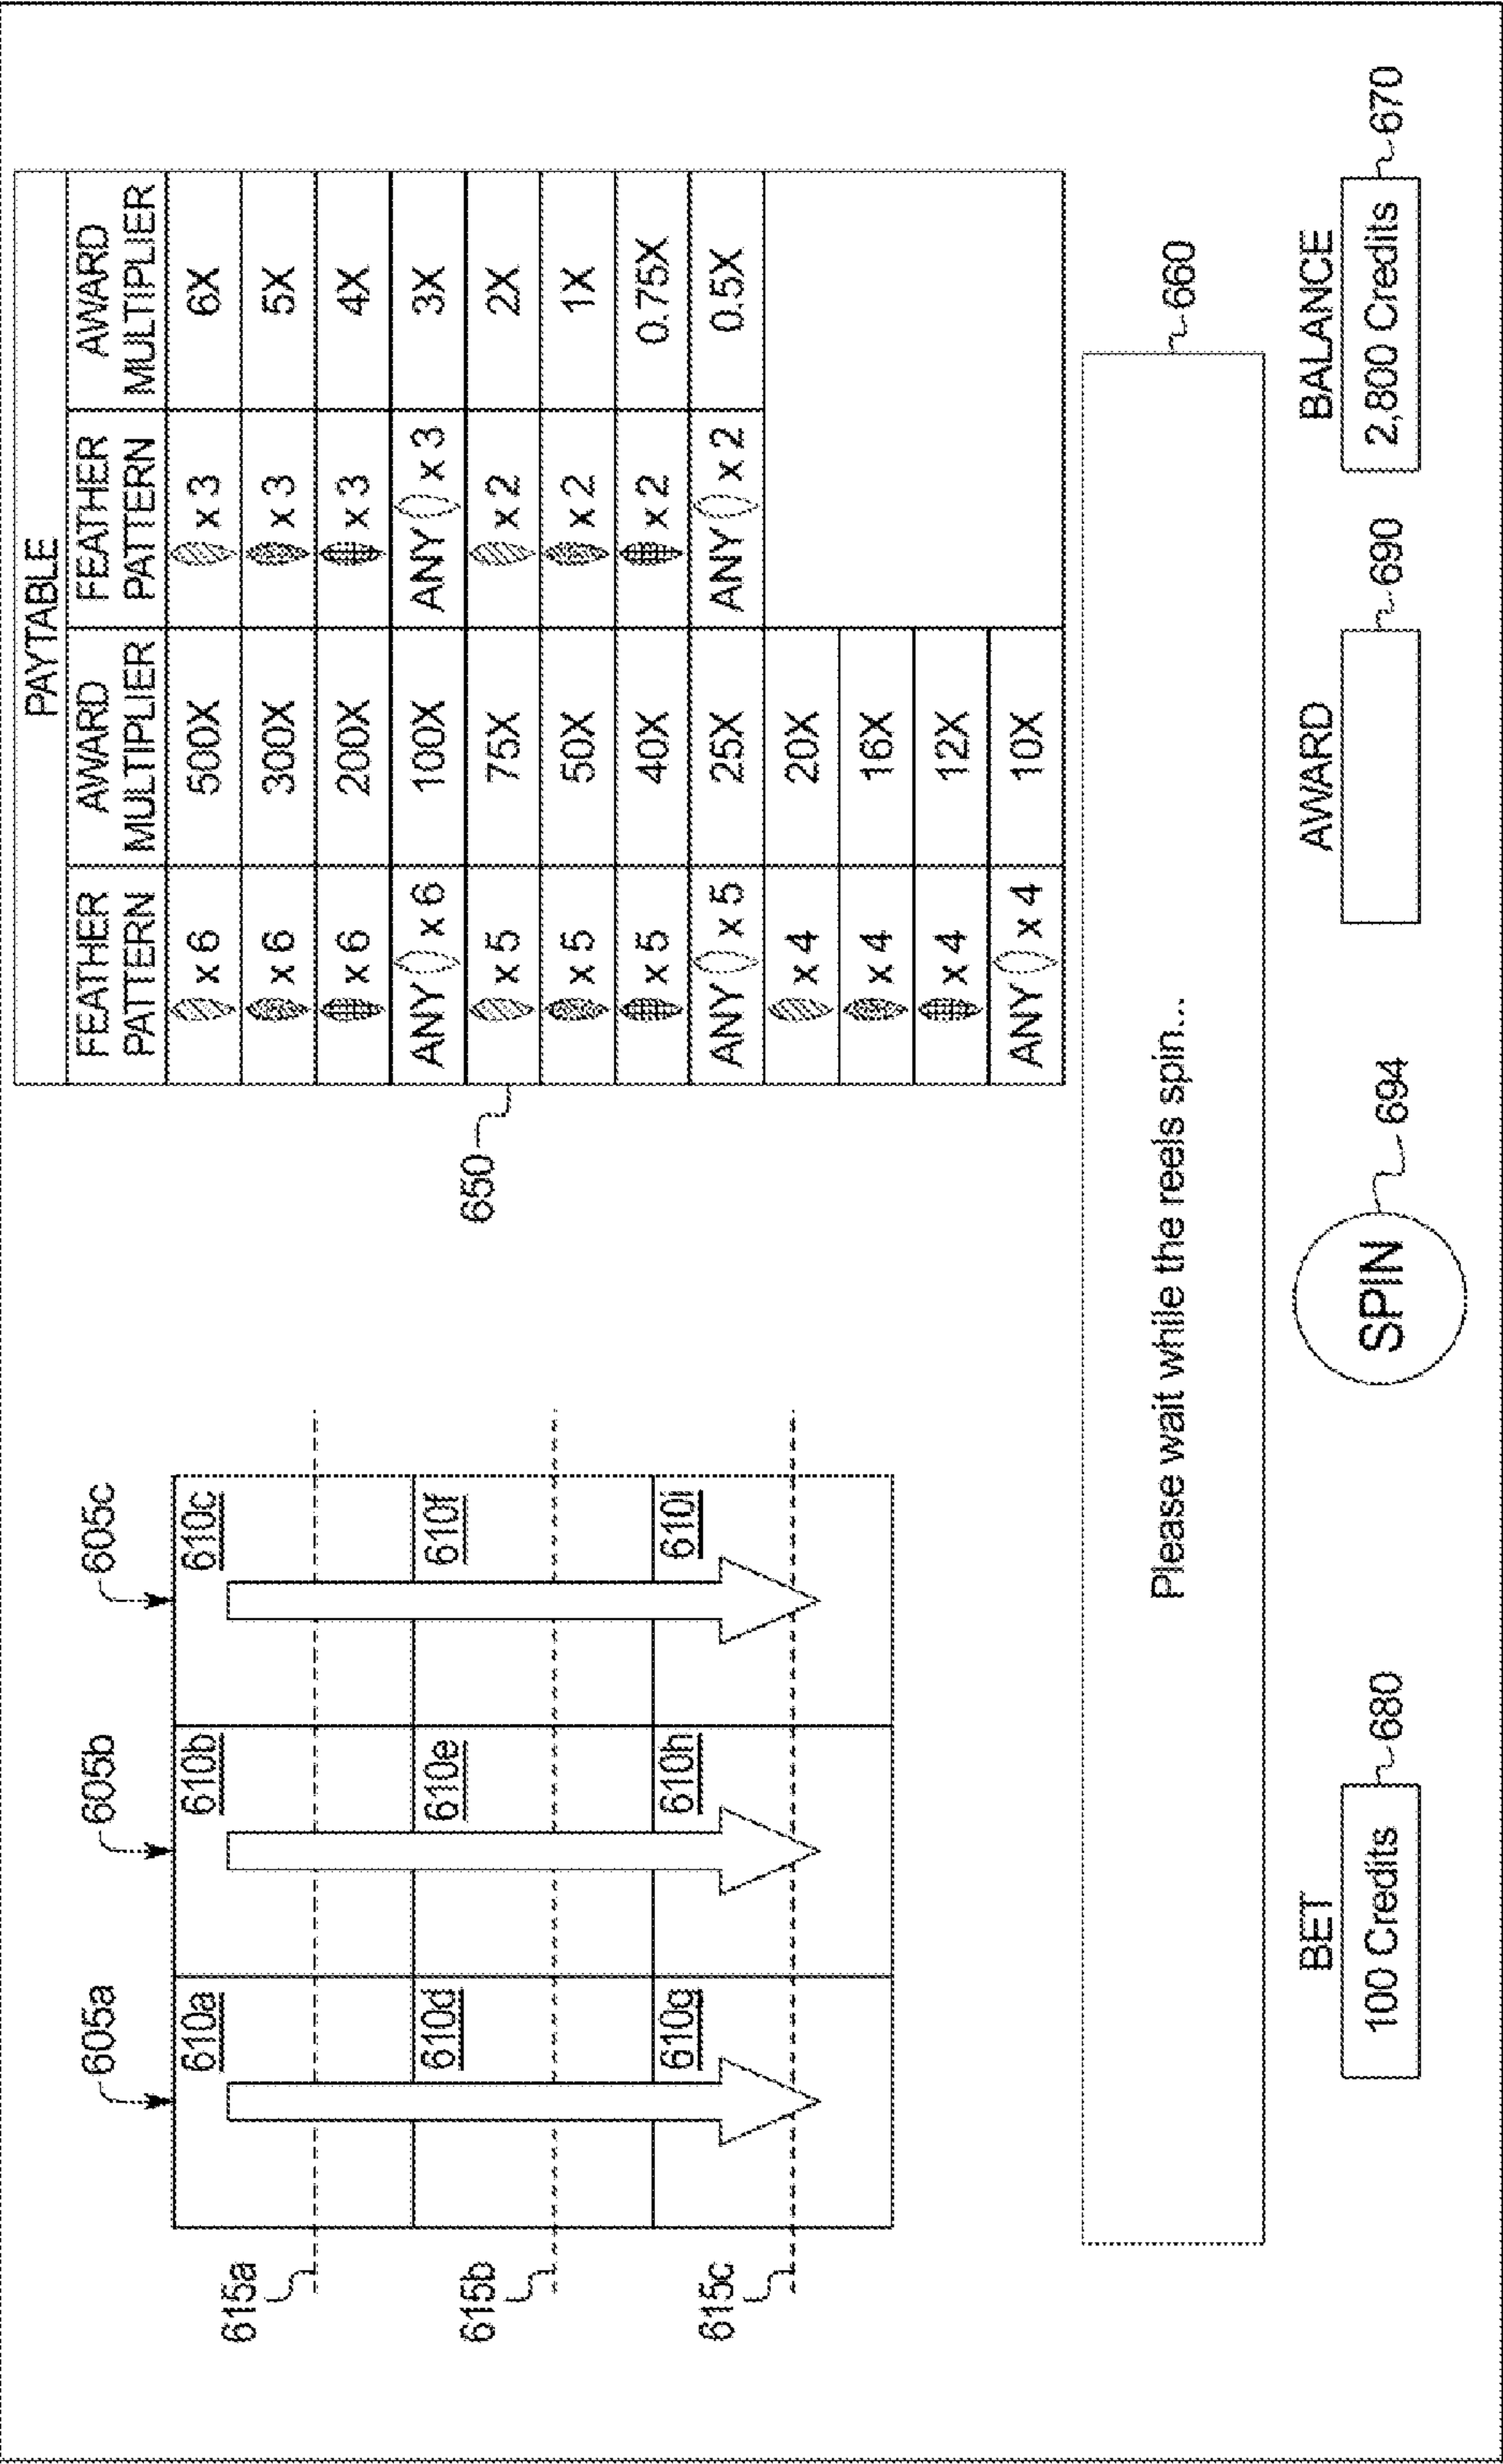 605a
605b
605c
610a
610b
610c
610d
610e
610f
610g
610h
610i
615a
615b
615c
650
PAYTABLE
FEATHER PATTERN AWARD MULTIPLIER FEATHER PATTERN AWARD MULTIPLIER
x 6 500X x 3 6X
x 6 300X x 3 5X
x 6 200X x 3 4X
ANY x 6 100X ANY x 3 3X
x 5 75X x 2 2X
x 5 50X x 2 1X
x 5 40X x 2 0.75X
ANY x 5 25X ANY x 2 0.5X
x 4 20X
x 4 16X
x 4 12X
ANY x 4 10X
Please wait while the reels spin...
660
BET
100 Credits
680
SPIN
694
AWARD
690
BALANCE
2,800 Credits
670